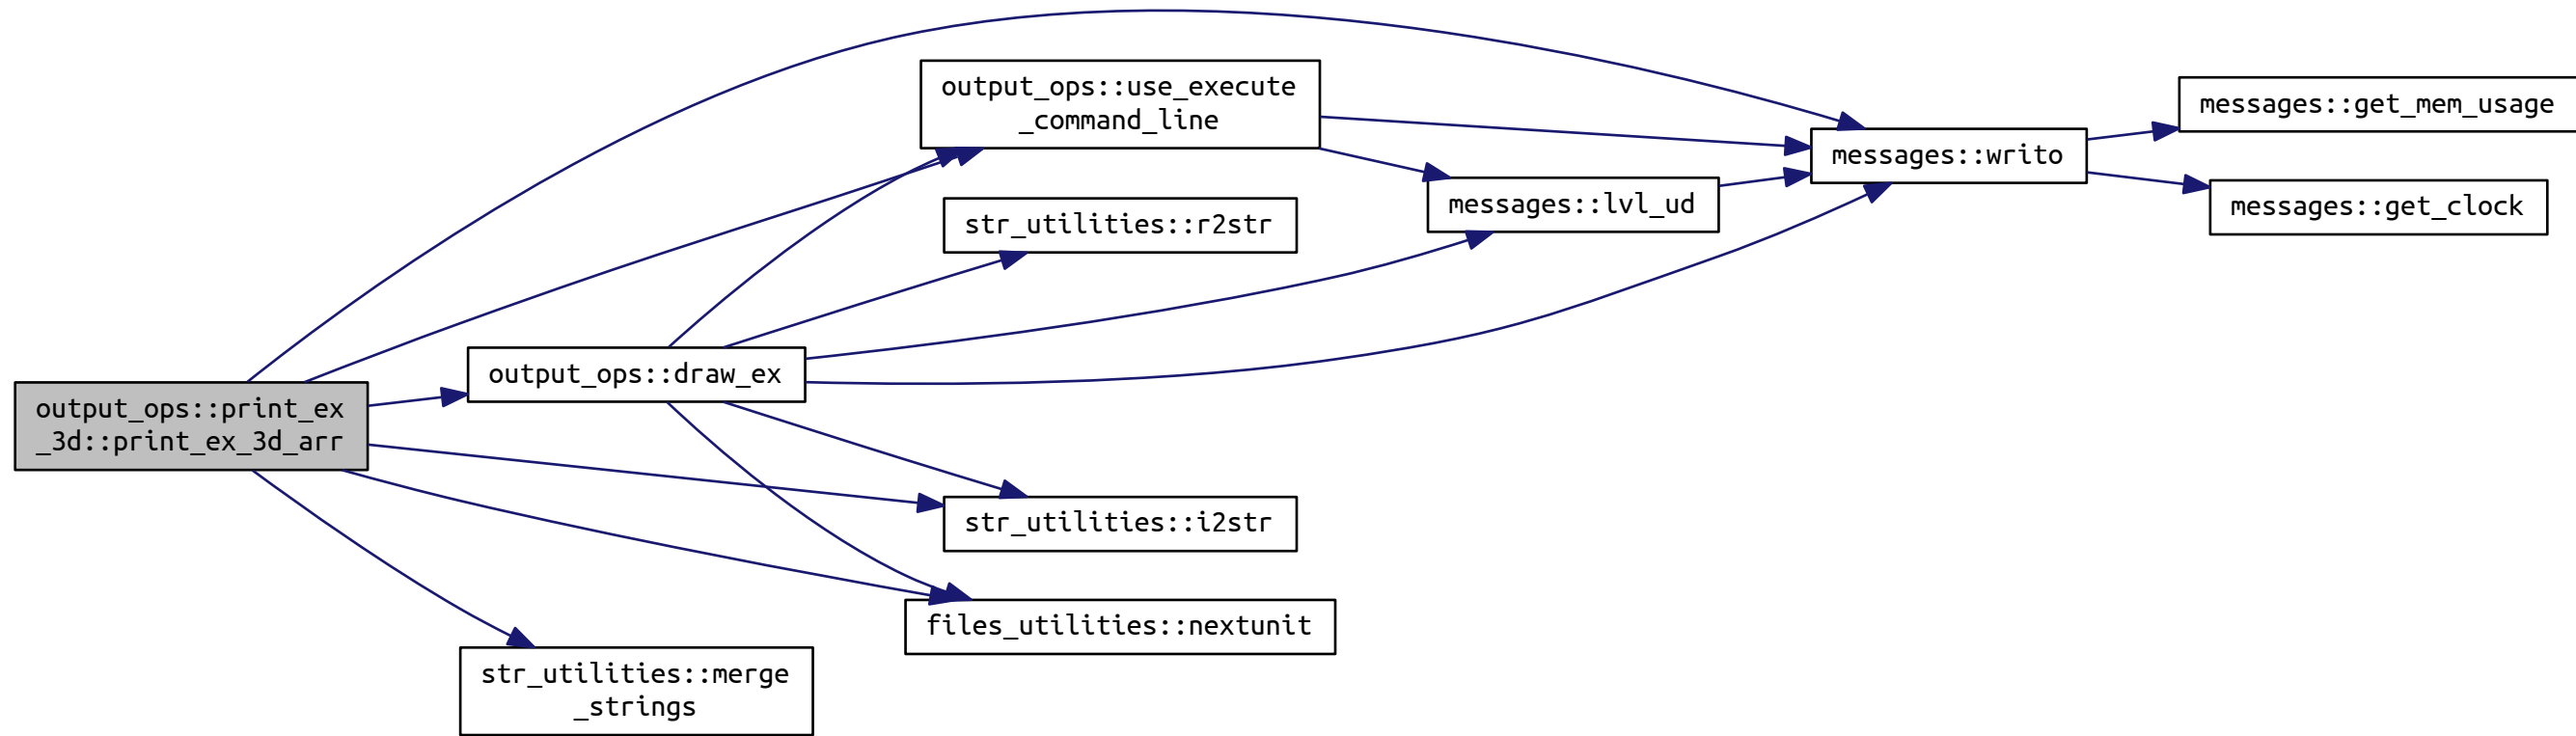 output_ops::print_ex
_3d::print_ex_3d_arr
output_ops::draw_ex
output_ops::use_execute
_command_line
messages::writo
messages::get_mem_usage
messages::get_clock
messages::lvl_ud
str_utilities::r2str
str_utilities::i2str
files_utilities::nextunit
str_utilities::merge
_strings